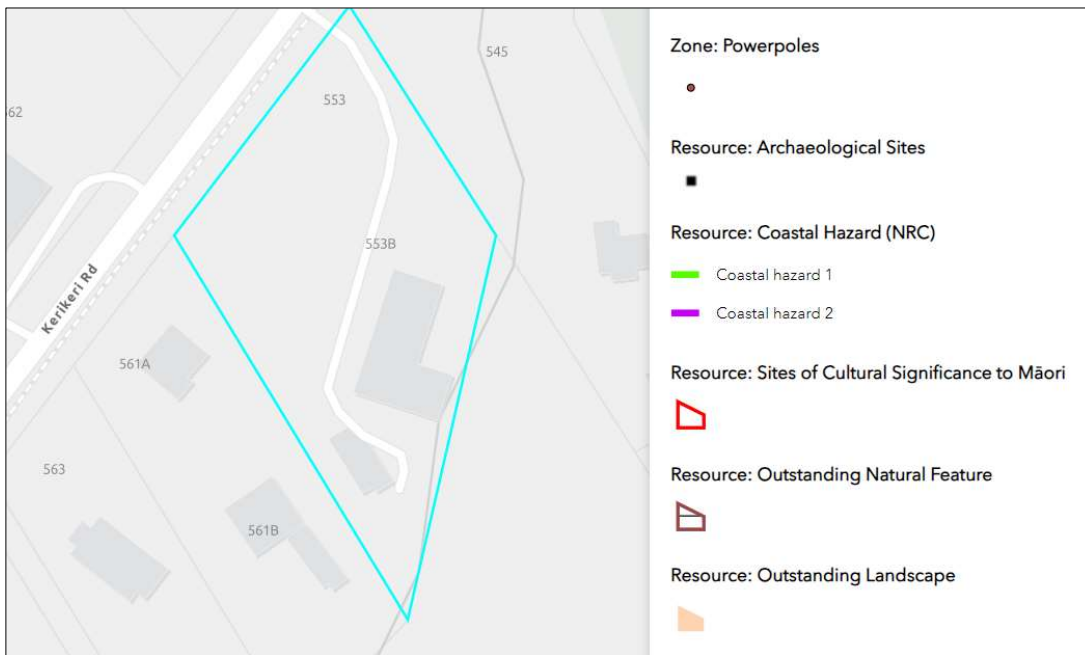 545
553
62
553B
Kerikeri Rd
561A
563
561B
Zone: Powerpoles
Resource: Archaeological Sites
Resource: Coastal Hazard (NRC)
Coastal hazard 1
Coastal hazard 2
Resource: Sites of Cultural Significance to Māori
Resource: Outstanding Natural Feature
Resource: Outstanding Landscape